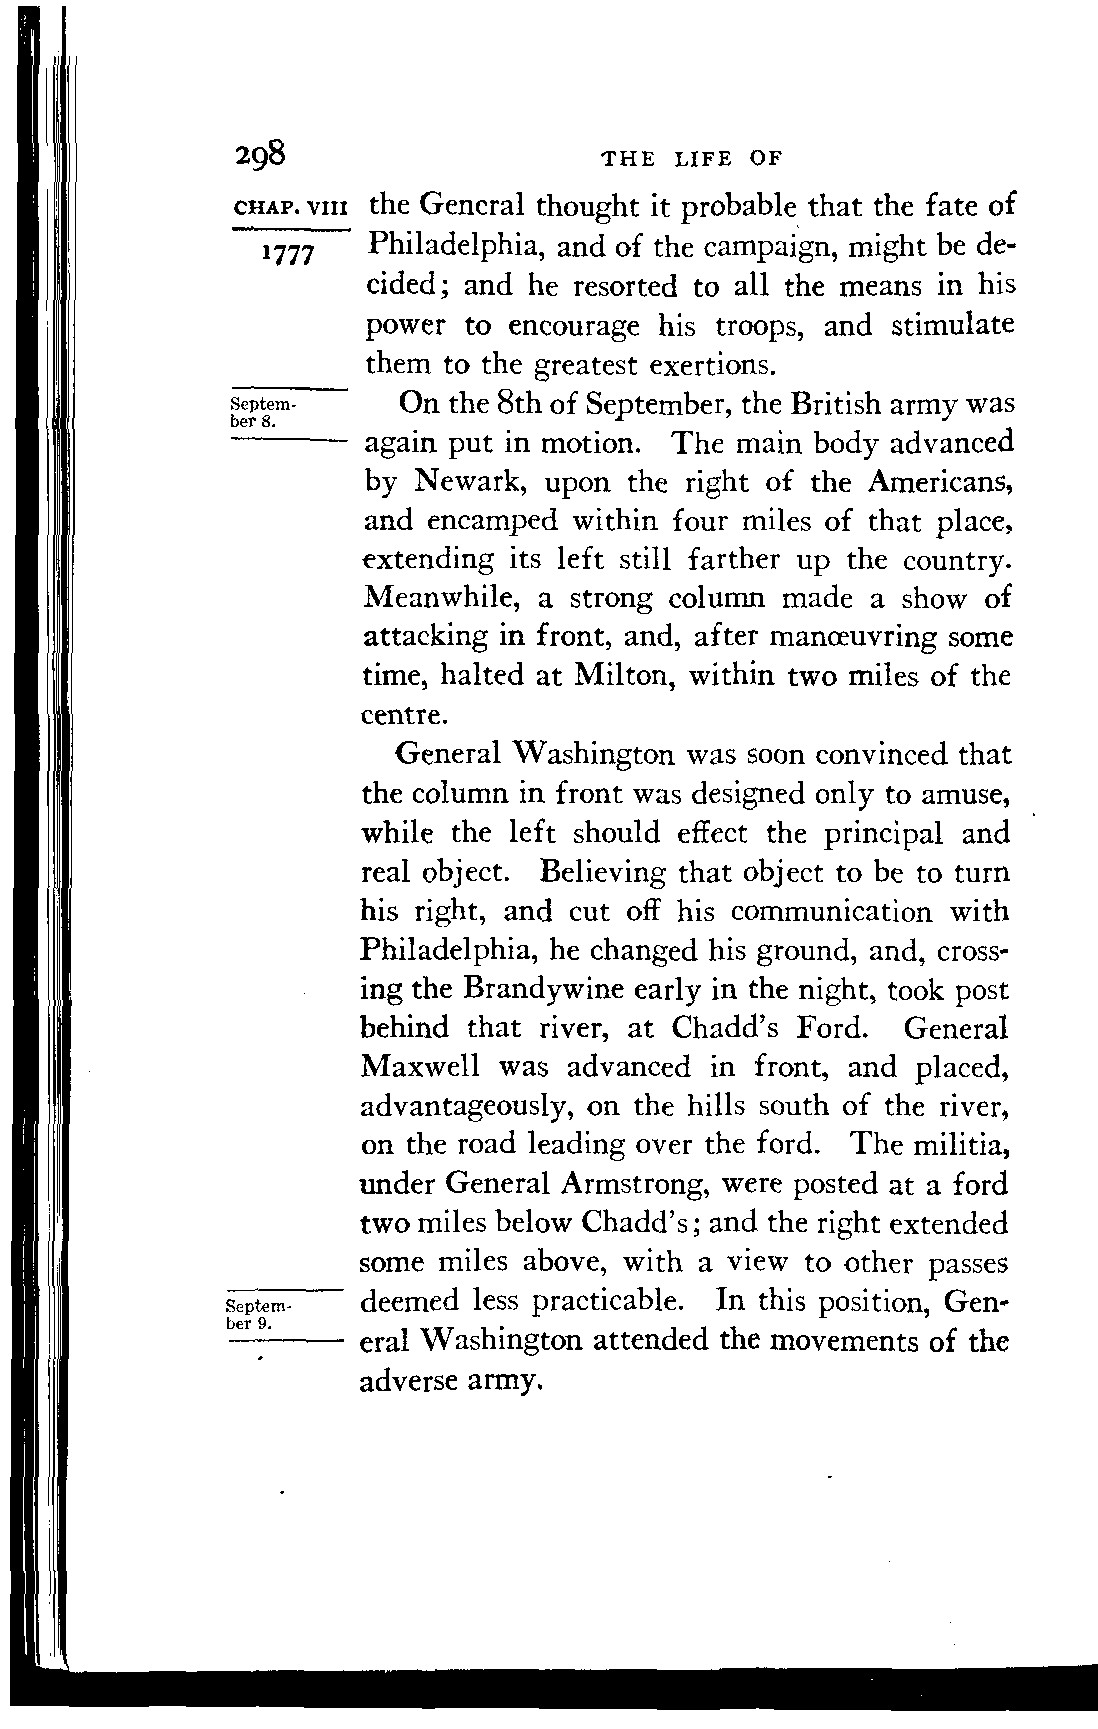 298 THE LIFE OF
CHAP. VIII the General thought it probable that the fate of
1777 Philadelphia, and of the campaign, might be de-
cided; and he resorted to all the means in his
power to encourage his troops, and stimulate
them to the greatest exertions.
Septem-
ber 8.
On the 8th of September, the British army was
again put in motion. The main body advanced
by Newark, upon the right of the Americans,
and encamped within four miles of that place,
extending its left still farther up the country.
Meanwhile, a strong column made a show of
attacking in front, and, after manœuvring some
time, halted at Milton, within two miles of the
centre.
General Washington was soon convinced that
the column in front was designed only to amuse,
while the left should effect the principal and
real object. Believing that object to be to turn
his right, and cut off his communication with
Philadelphia, he changed his ground, and, cross-
ing the Brandywine early in the night, took post
behind that river, at Chadd's Ford. General
Maxwell was advanced in front, and placed,
advantageously, on the hills south of the river,
on the road leading over the ford. The militia,
under General Armstrong, were posted at a ford
two miles below Chadd's; and the right extended
some miles above, with a view to other passes
Septem-
ber 9.
deemed less practicable. In this position, Gen-
eral Washington attended the movements of the
adverse army.